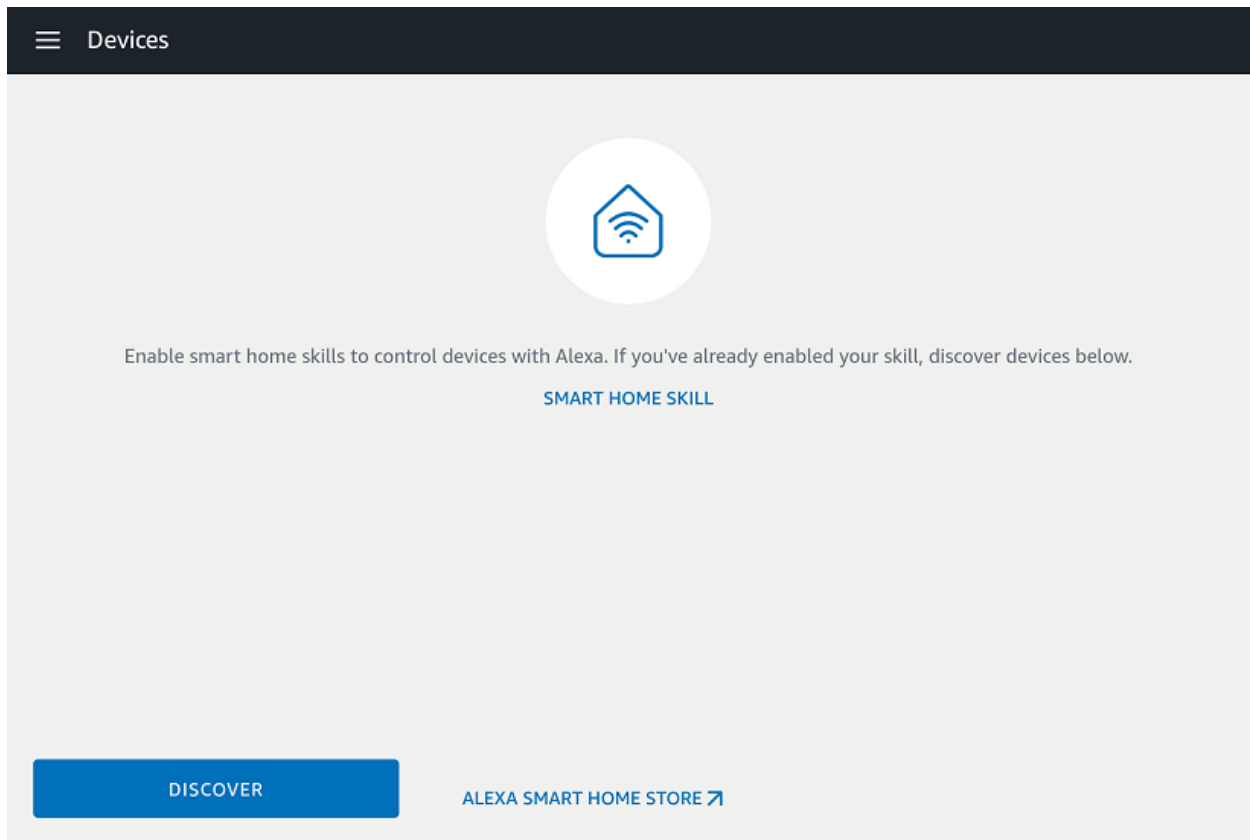 Devices
Enable smart home skills to control devices with Alexa. If you've already enabled your skill, discover devices below.
SMART HOME SKILL
DISCOVER
ALEXA SMART HOME STORE